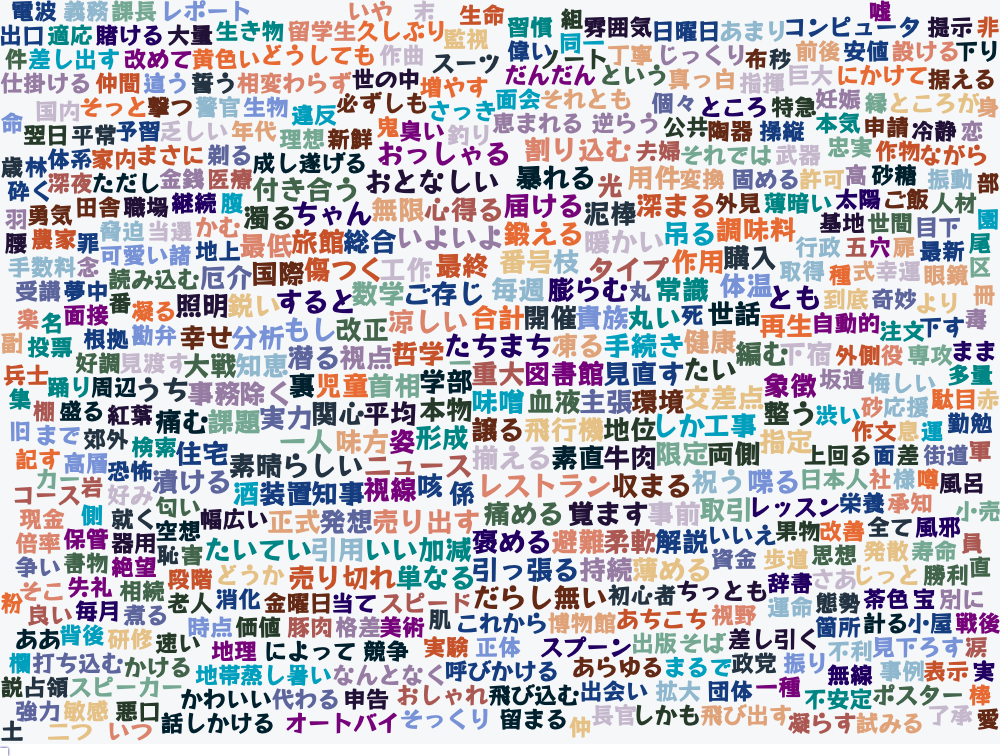 電波 義務 課長 レポート いや 末 生命 習慣 組 雰囲気 日曜日 あまり コンピュータ 嘘 提示 非
出口 適応 賭ける 大量 生き物 留学生 久しぶり 監視 偉い ノート 同一 丁寧 じっくり 布 秒 前後 安値 設ける 下り
件 差し出す 改めて 黄色い どうしても 作曲 スーツ だんだん という 真っ白 指揮 巨大 にかけて 据える
仕掛ける 仲間 違う 誓う 相変わらず 世の中 増やす 面会 それとも 個々 ところ 特急 妊娠 縁 ところが 身
国内 そっと 撃つ 警官 生物 違反 必ずしも さっき 恵まれる 逆らう 公共 陶器 操縦 本気 申請 冷静 恋
命 翌日 平常 予習 乏しい 年代 理想 新鮮 鬼 臭い 釣り 割り込む 夫婦 それでは 武器 忠実 作物 ながら
歳 林 体系 家内 まさに 剃る 成し遂げる おっしゃる 暴れる 光 用件 変換 固める 許可 高 砂糖 振動 部
砕く 深夜 ただし 金銭 医療 付き合う おとなしい 届ける 泥棒 深まる 外見 薄暗い 太陽 ご飯 人材
羽 勇気 田舎 職場 継続 腹 濁る ちゃん 無限 心得る 鍛える 暖かい 吊る 調味料 基地 世間 目下 園
腰 農家 罪 脅迫 当選 かむ 最低 旅館 総合 いよいよ 番号 枝 タイプ 作用 購入 行政 五 穴 扉 最新 尾
手数料 念 可愛い 諸 地上 国際 傷つく 工作 最終 毎週 膨らむ 丸 常識 体温 取得 種 式 幸運 眼鏡 区
受講 夢中 読み込む 厄介 数学 ご存じ とも 到底 奇妙 より 冊
楽 名 面接 番 凝る 照明 鋭い すると 涼しい 合計 開催 貴族 丸い 死 世話 再生 自動的 注文 下す 毒
副 投票 根拠 勘弁 幸せ 分析 もし 改正 哲学 たちまち 凍る 手続き 健康 編む 下宿 外側 役 専攻 まま
兵士 好調 見渡す 大戦 知恵 潜る 視点 重大 図書館 見直す たい 象徴 坂道 悔しい 多量
集 踊り 周辺 うち 事務 除く 裏 児童 首相 学部 味噌 血液 主張 環境 交差点 整う 渋い 砂 応援 駄目 赤
棚 盛る 紅葉 痛む 課題 実力 関心 平均 本物 譲る 飛行機 地位 しか 工事 指定 作文 息 運 勤勉
旧 まで 郊外 検索 住宅 一人 味方 姿 形成 揃える 素直 牛肉 限定 両側 上回る 面 差 街道 軍
記す 高層 恐怖 漬ける 素晴らしい ニュース レストラン 収まる 祝う 喋る 日本人 社 様 噂 風呂
コース カー 岩 好み 匂い 酒 装置 知事 視線 咳 係 痛める 覚ます 事前 取引 レッスン 栄養 承知 小売
現金 側 就く 空想 幅広い 正式 発想 売り出す 褒める 避難 柔軟 解説 いいえ 果物 改善 全て 風邪
倍率 保管 器用 恥 害 たいてい 引用 いい加減 引っ張る 持続 薄める 資金 歩道 思想 発散 寿命 員
争い 書物 絶望 段階 どうか 売り切れ 単なる だらし無い 初心者 ちっとも 辞書 さあ じっと 勝利 直
粉 そこ 失礼 相続 老人 消化 金曜日 当て スピード これから 博物館 あちこち 視野 運命 態勢 茶色 宝 別に
良い 毎月 煮る 時点 価値 豚肉 格差 美術 肌 箇所 計る 小屋 戦後
ああ 背後 研修 速い 地理 によって 競争 実験 正体 スプーン 出版 そば 差し引く 不利 見下ろす 涙
欄 打ち込む かける 地帯 蒸し暑い なんとなく 呼びかける あらゆる まるで 政党 振り 無線 事例 表示 実
説 占領 スピーカー かわいい 代わる 申告 おしゃれ 飛び込む 出会い 拡大 団体 一種 不安定 ポスター 棒
強力 敏感 悪口 話しかける オートバイ そっくり 留まる 仲 長官 しかも 飛び出す 凝らす 試みる 了承 愛
土 二つ いつ